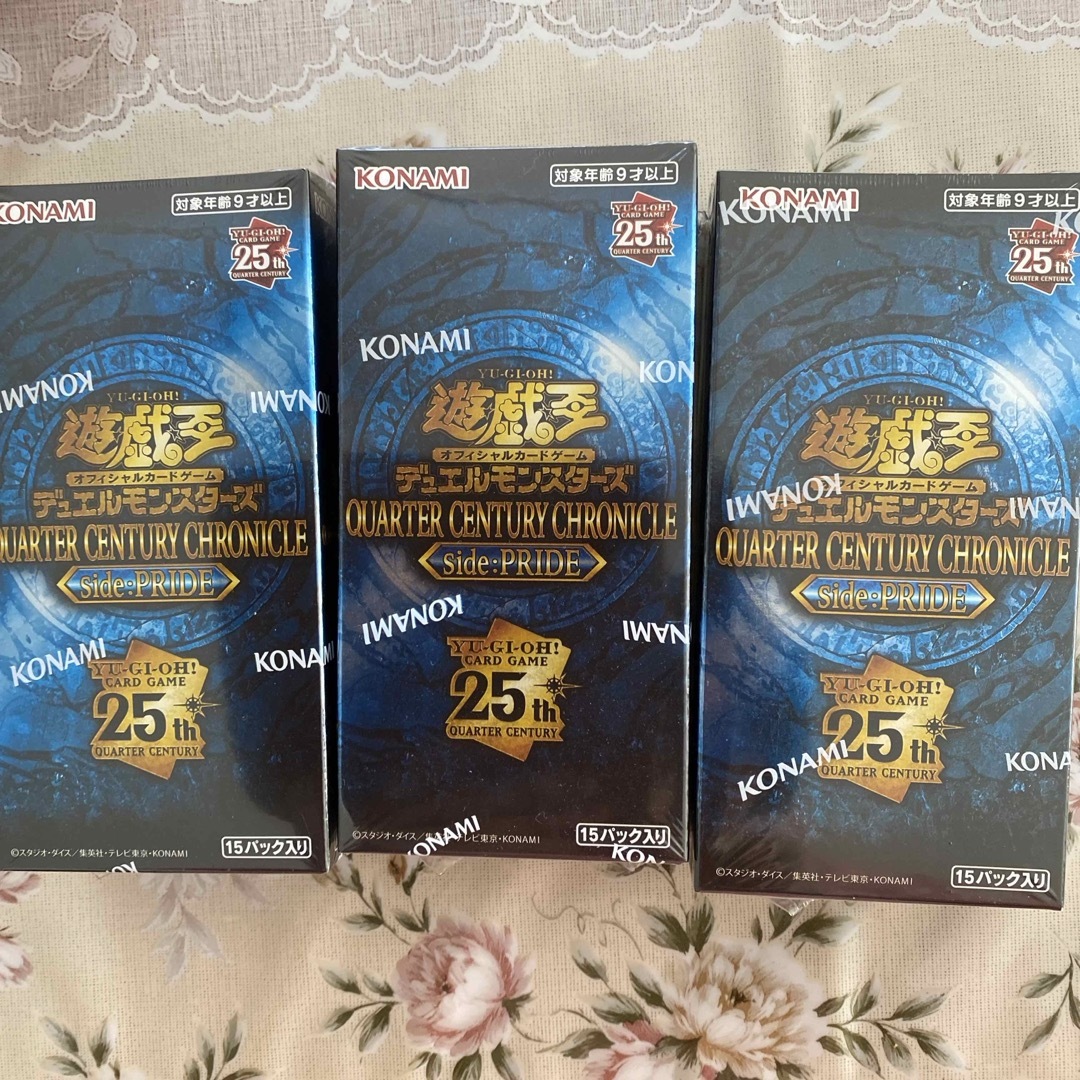 KONAMI
対象年齢9才以上
YU-GI-OH!
CARD GAME
25th
QUARTER CENTURY
KONAMI
KONAMI
YU-GI-OH!
遊戯王
オフィシャルカードゲーム
デュエルモンスターズ
QUARTER CENTURY CHRONICLE
side:PRIDE
KONAMI
KONAMI
YU-GI-OH!
CARD GAME
25th
QUARTER CENTURY
©スタジオ・ダイス/集英社・テレビ東京・KONAMI
15パック入り
KONAMI
対象年齢9才以上
YU-GI-OH!
CARD GAME
25th
QUARTER CENTURY
KONAMI
KON
YU-GI-OH!
遊戯王
オフィシャルカードゲーム
デュエルモンスターズ
QUARTER CENTURY CHRONICLE
side:PRIDE
KONAMI
KONAMI
YU-GI-OH!
CARD GAME
25th
QUARTER CENTURY
KONAMI
©スタジオ・ダイス/集英社・テレビ東京・KONAMI
15パック入り
KONAMI
KONAMI
対象年齢9才以上
KONAMI
YU-GI-OH!
CARD GAME
25th
QUARTER CENTURY
YU-GI-OH!
遊戯王
オフィシャルカードゲーム
KONAMI
デュエルモンスターズ
QUARTER CENTURY CHRONICLE
side:PRIDE
YU-GI-OH!
CARD GAME
25th
QUARTER CENTURY
KONAMI
KONA
©スタジオ・ダイス/集英社・テレビ東京・KONAMI
15パック入り